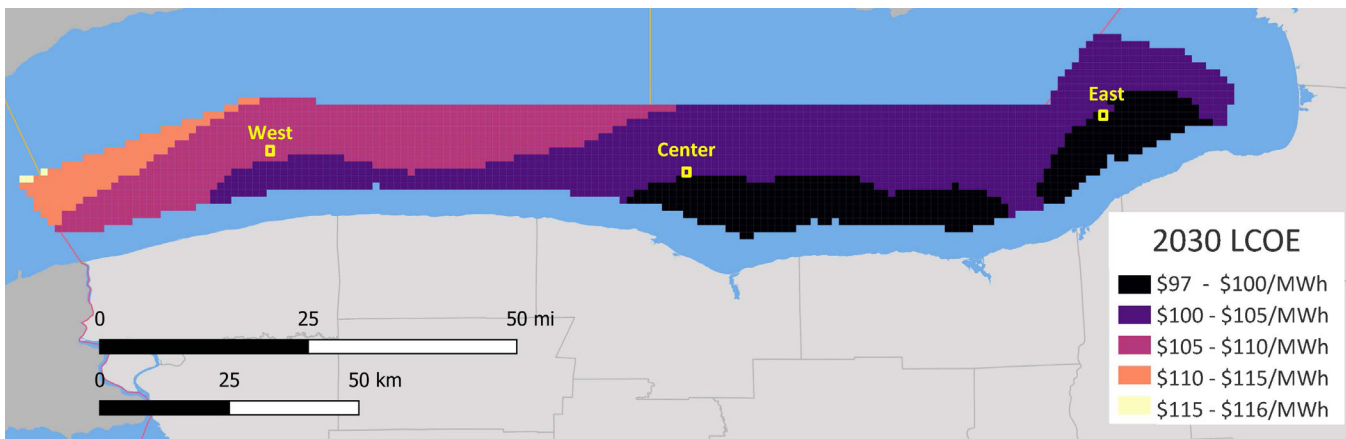 East
West
Center
2030 LCOE
$97 - $100/MWh
$100 - $105/MWh
$105 - $110/MWh
$110 - $115/MWh
$115 - $116/MWh
0 25 50 mi
0 25 50 km